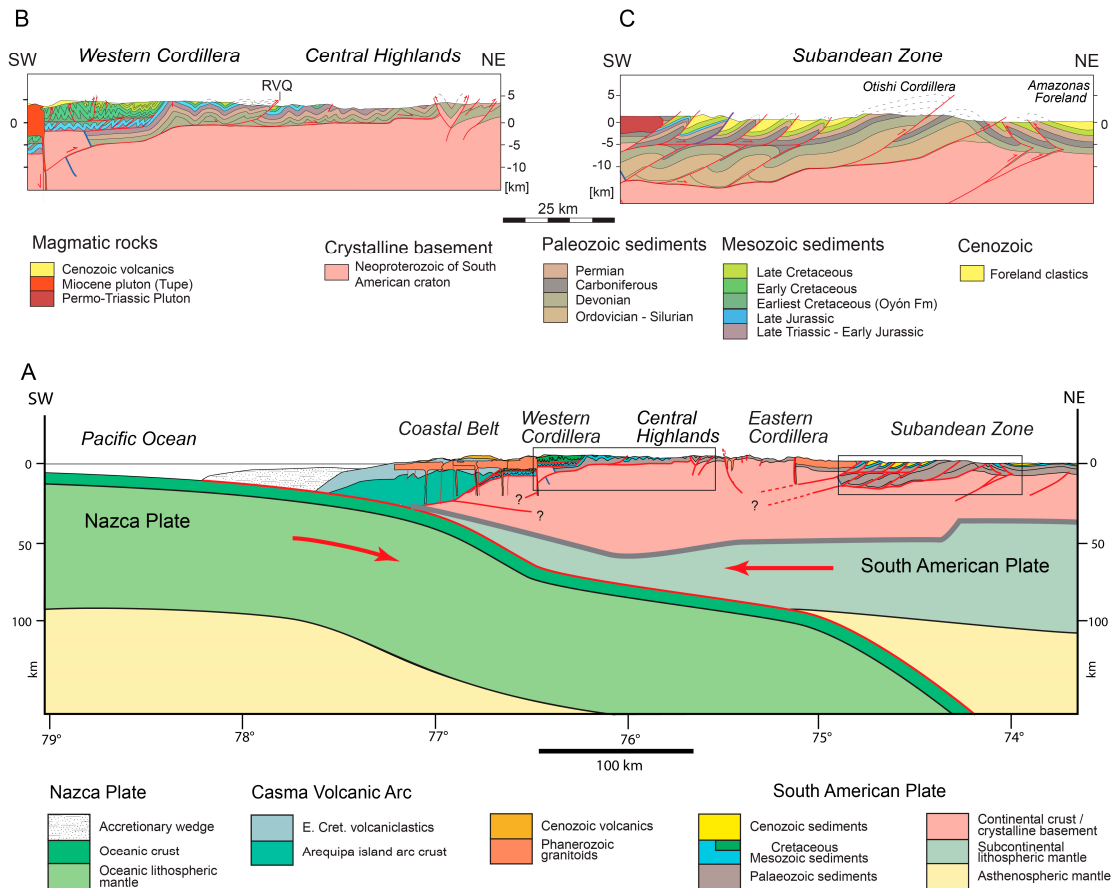 B
C
Western Cordillera Central Highlands
Subandean Zone
SW NE
SW NE
RVQ
Otishi Cordillera
Amazonas
Foreland
0
5
0
-5
-10
[km]
5
0
-5
-10
[km]
5
0
25 km
Magmatic rocks
Cenozoic volcanics
Miocene pluton (Tupe)
Permo-Triassic Pluton
Crystalline basement
Neoproterozoic of South
American craton
Paleozoic sediments
Permian
Carboniferous
Devonian
Ordovician - Silurian
Mesozoic sediments
Late Cretaceous
Early Cretaceous
Earliest Cretaceous (Oyón Fm)
Late Jurassic
Late Triassic - Early Jurassic
Cenozoic
Foreland clastics
A
SW NE
Pacific Ocean
Coastal Belt
Western
Cordillera
Central
Highlands
Eastern
Cordillera
Subandean Zone
0
50
100
km
0
50
100
km
?
?
?
Nazca Plate
South American Plate
79° 78° 77° 76° 75° 74°
100 km
Nazca Plate
Accretionary wedge
Oceanic crust
Oceanic lithospheric
mantle
Casma Volcanic Arc
E. Cret. volcaniclastics
Arequipa island arc crust
Cenozoic volcanics
Phanerozoic
granitoids
South American Plate
Cenozoic sediments
Cretaceous
Mesozoic sediments
Palaeozoic sediments
Continental crust /
crystalline basement
Subcontinental
lithospheric mantle
Asthenospheric mantle